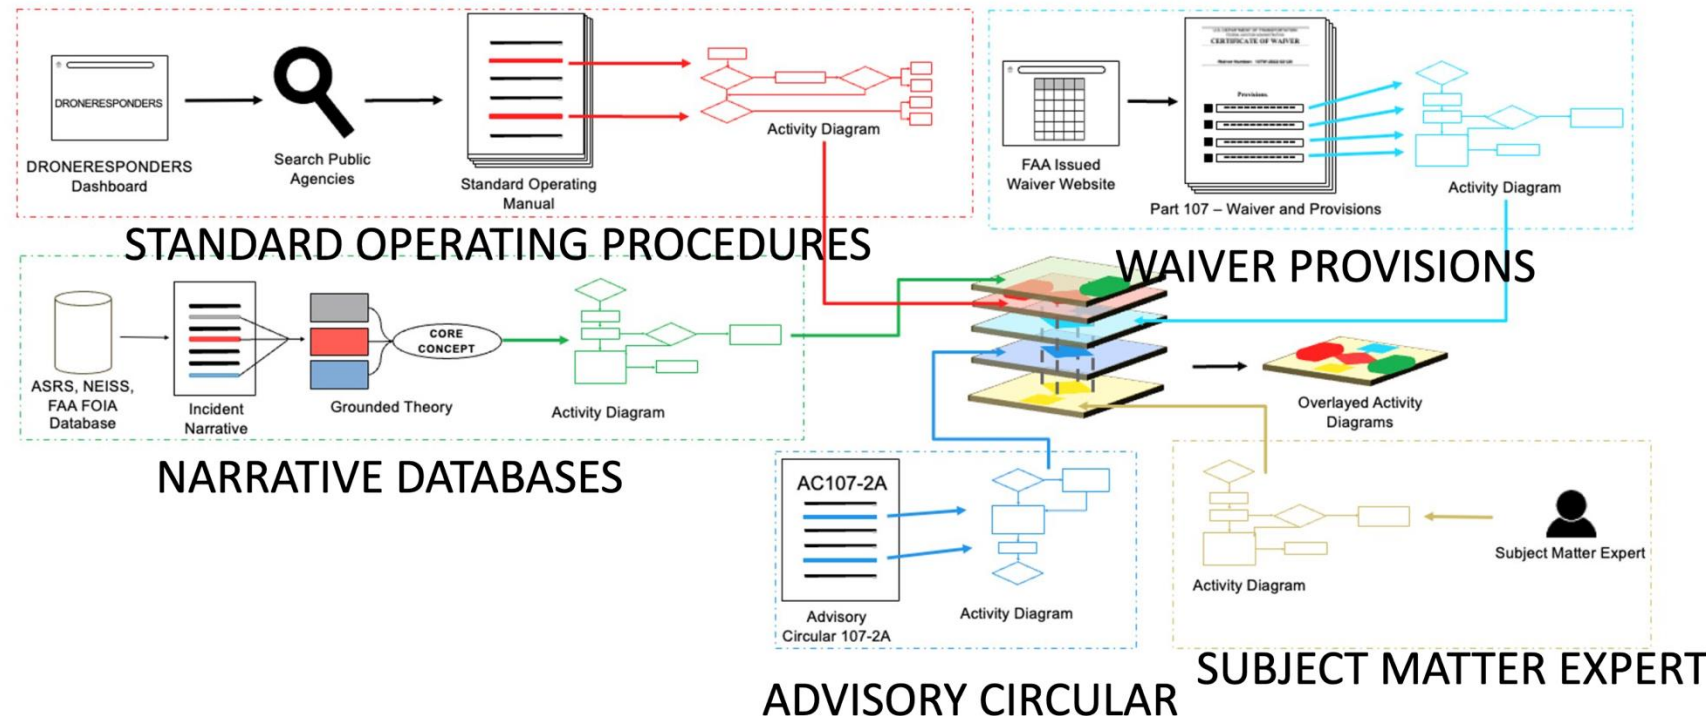 DRONERESPONDERS
DRONERESPONDERS
Dashboard
Search Public
Agencies
Standard Operating
Manual
Activity Diagram
STANDARD OPERATING PROCEDURES
CERTIFICATE OF WAIVER
Provisions
FAA Issued
Waiver Website
Part 107 – Waiver and Provisions
Activity Diagram
WAIVER PROVISIONS
ASRS, NEISS,
FAA FOIA
Database
Incident
Narrative
Grounded Theory
CORE
CONCEPT
Activity Diagram
NARRATIVE DATABASES
Overlayed Activity
Diagrams
AC107-2A
Advisory
Circular 107-2A
Activity Diagram
ADVISORY CIRCULAR
Activity Diagram
Subject Matter Expert
SUBJECT MATTER EXPERT